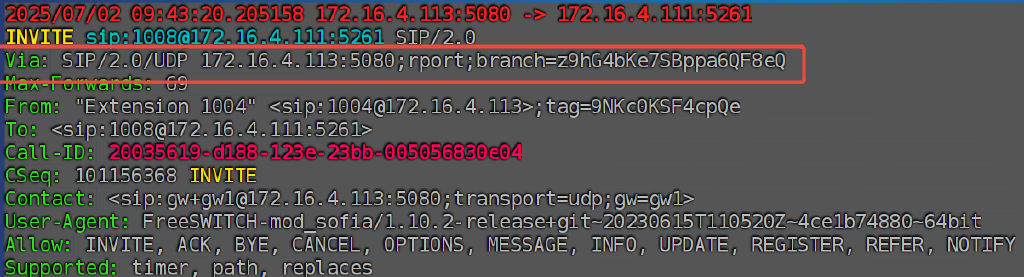 2025/07/02 09:43:20.205158 172.16.4.113:5080 -> 172.16.4.111:5261
INVITE sip:1008@172.16.4.111:5261 SIP/2.0
Via: SIP/2.0/UDP 172.16.4.113:5080;rport;branch=z9hG4bKe7SBppa6QF8eQ
Max-Forwards: 69
From: "Extension 1004" <sip:1004@172.16.4.113>;tag=9NKc0KSF4cpQe
To: <sip:1008@172.16.4.111:5261>
Call-ID: 20035619-d188-123e-23bb-005056830e04
CSeq: 101156368 INVITE
Contact: <sip:gw+gw1@172.16.4.113:5080;transport=udp;gw=gw1>
User-Agent: FreeSWITCH-mod_sofia/1.10.2-release+git~20230615T110520Z~4ce1b74880~64bit
Allow: INVITE, ACK, BYE, CANCEL, OPTIONS, MESSAGE, INFO, UPDATE, REGISTER, REFER, NOTIFY
Supported: timer, path, replaces